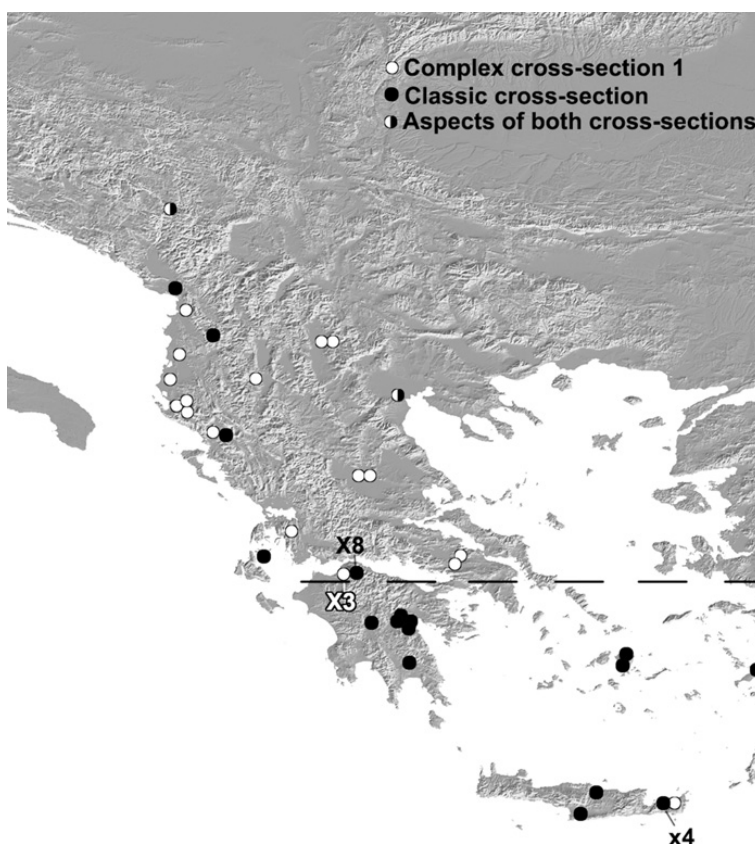 Complex cross-section 1
Classic cross-section
Aspects of both cross-sections
X8
X3
x4